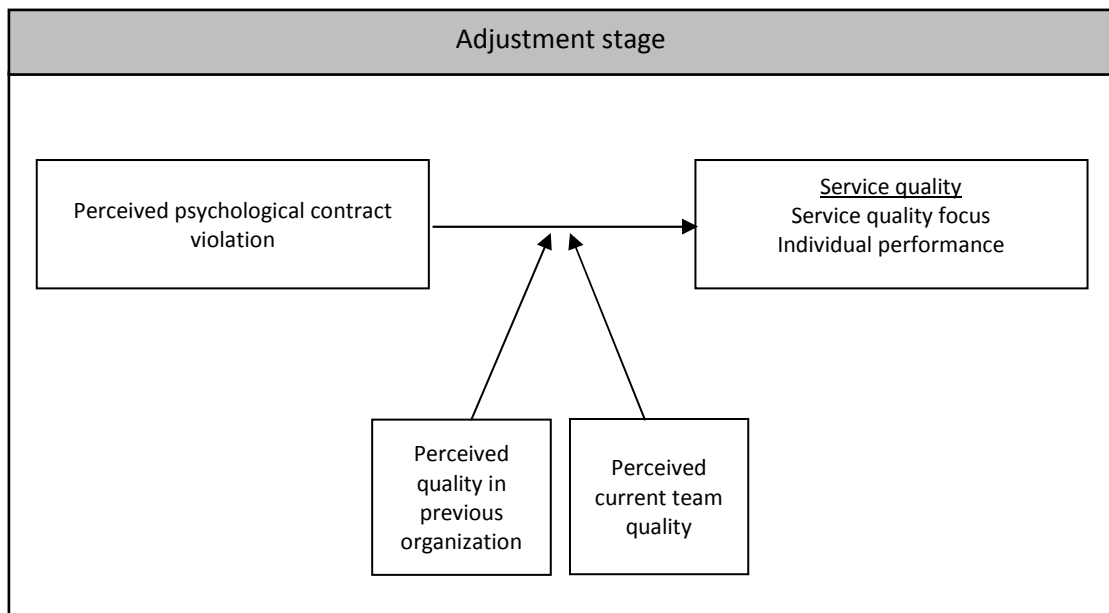 Adjustment stage
Perceived psychological contract
violation
Service quality
Service quality focus
Individual performance
Perceived
quality in
previous
organization
Perceived
current team
quality